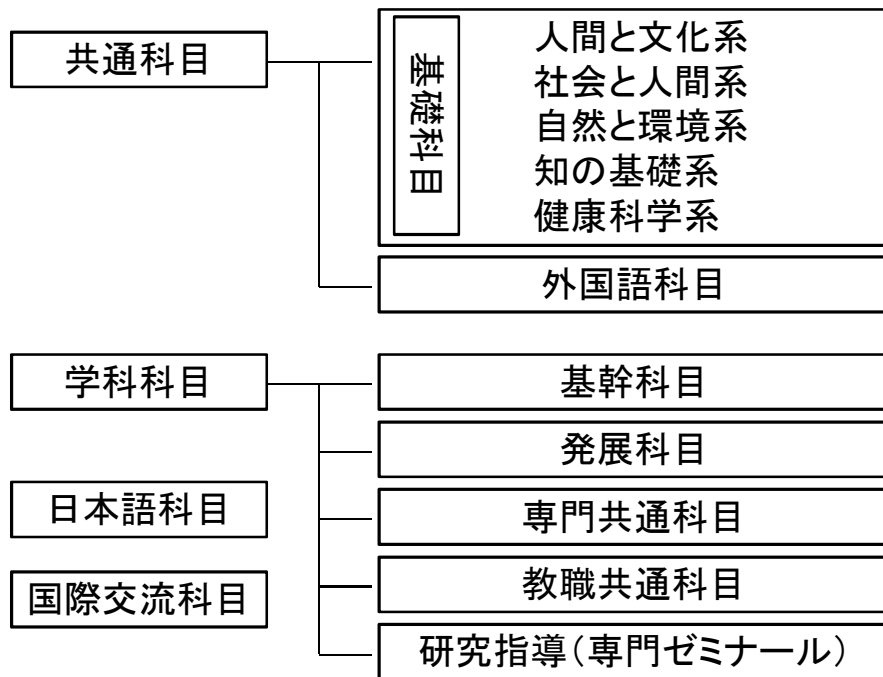 共通科目
基礎科目
人間と文化系
社会と人間系
自然と環境系
知の基礎系
健康科学系
外国語科目
学科科目
基幹科目
発展科目
日本語科目
専門共通科目
国際交流科目
教職共通科目
研究指導（専門ゼミナール）